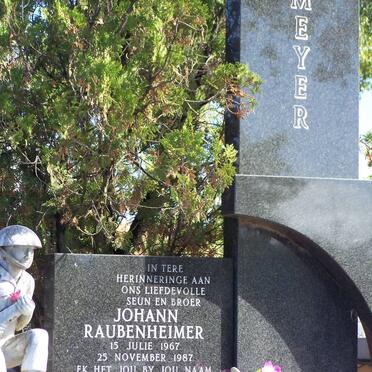 MEYER
IN TERE
HERINNERINGE AAN
ONS LIEFDEVOLLE
SEUN EN BROER
JOHANN
RAUBENHEIMER
15 JULIE 1967
25 NOVEMBER 1987
EK HET JOU BY JOU NAAM